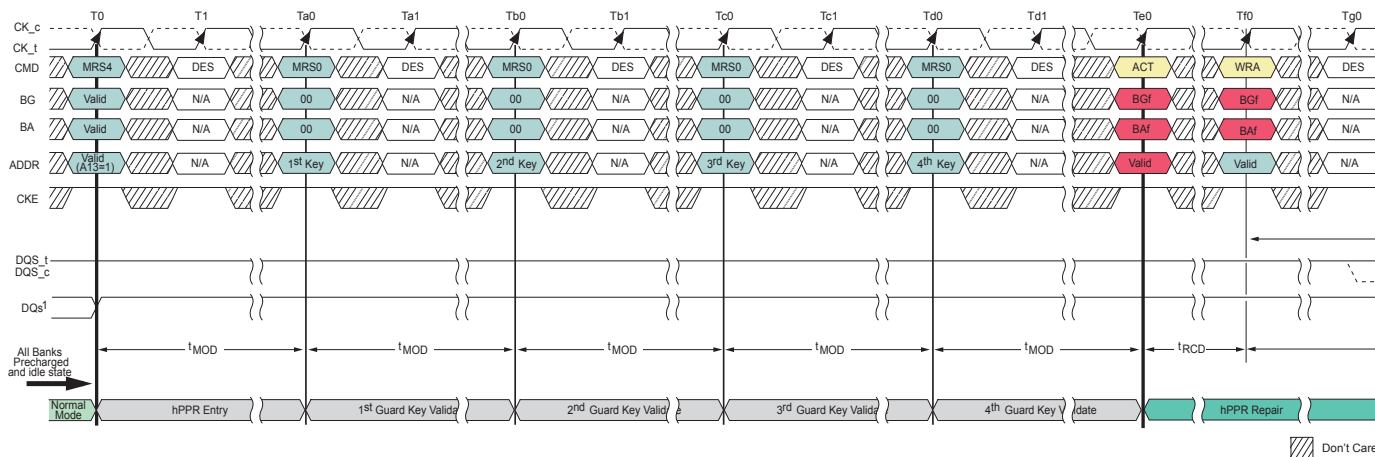 T0 T1 Ta0 Ta1 Tb0 Tb1 Tc0 Tc1 Td0 Td1 Te0 Tf0 Tg0
CK_c
CK_t
CMD MRS4 DES MRS0 DES MRS0 DES MRS0 DES MRS0 DES ACT WRA DES
BG Valid N/A 00 N/A 00 N/A 00 N/A 00 N/A BGf BGf N/A
BA Valid N/A 00 N/A 00 N/A 00 N/A 00 N/A BAf BAf N/A
ADDR Valid (A13=1) N/A 1st Key N/A 2nd Key N/A 3rd Key N/A 4th Key N/A Valid Valid N/A
CKE
DQS_t
DQS_c
DQs1
All Banks
Precharged
and idle state
tMOD tMOD tMOD tMOD tMOD tRCD
Normal
Mode
hPPR Entry 1st Guard Key Valida 2nd Guard Key Valid e 3rd Guard Key Valida 4th Guard Key V idate hPPR Repair
Don't Care